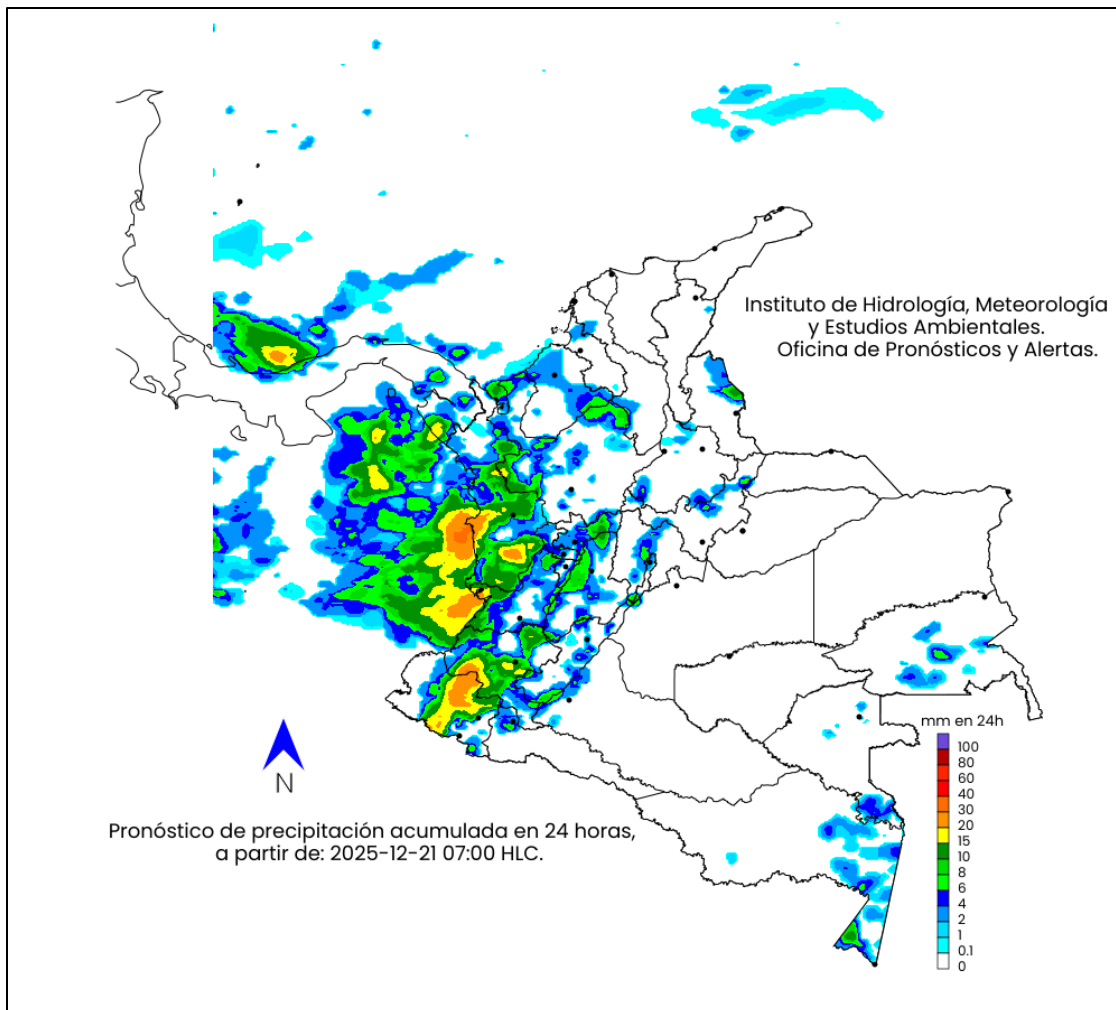 Instituto de Hidrología, Meteorología
y Estudios Ambientales.
Oficina de Pronósticos y Alertas.
mm en 24h
100
80
60
40
30
20
15
10
8
6
4
2
1
0.1
0
N
Pronóstico de precipitación acumulada en 24 horas,
a partir de: 2025-12-21 07:00 HLC.